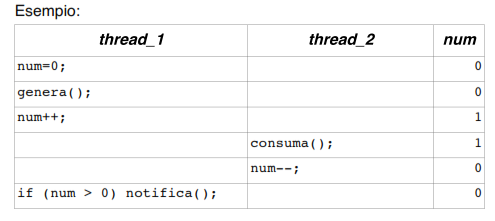 Esempio:
thread_1 thread_2 num
num=0; 0
genera(); 0
num++; 1
consuma(); 1
num--; 0
if (num > 0) notifica(); 0